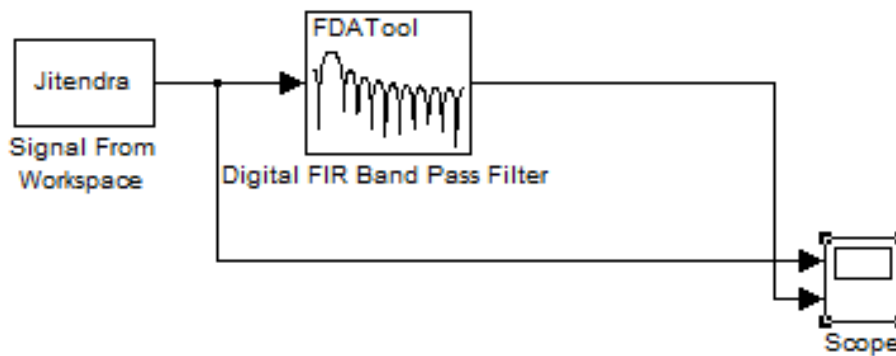 FDATool
Jitendra
Signal From
Workspace
Digital FIR Band Pass Filter
Scope